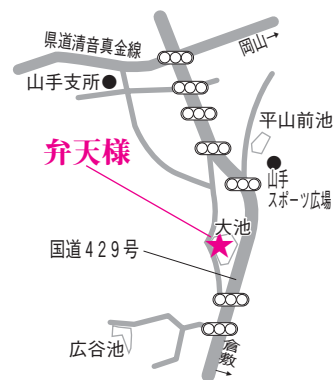 県道清音真金線
岡山→
山手支所
平山前池
弁天様
山手
スポーツ広場
大池
国道429号
広谷池
倉敷→